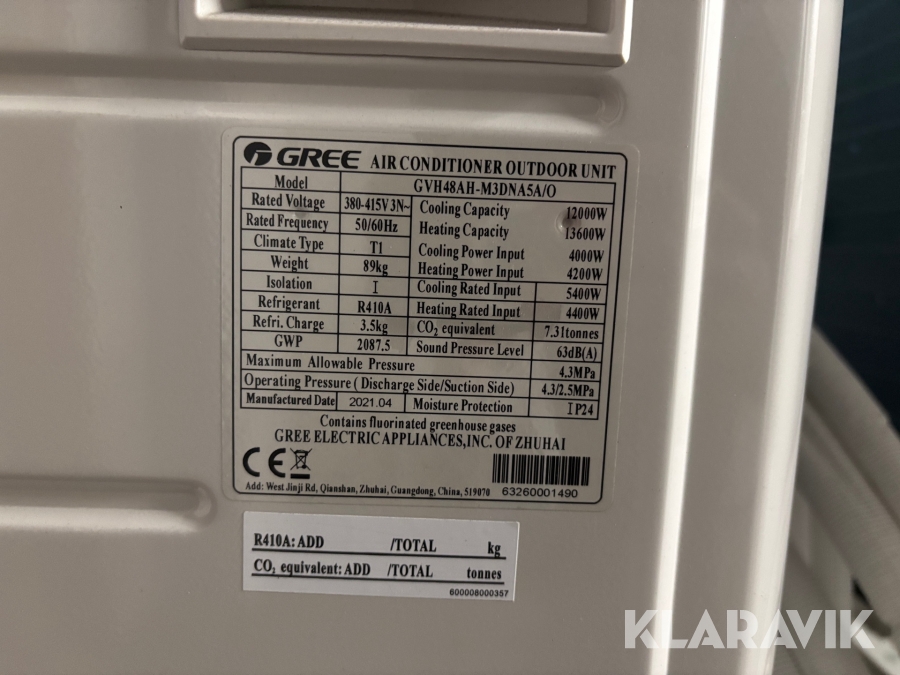 GREE AIR CONDITIONER OUTDOOR UNIT
Model GVH48AH-M3DNA5A/O
Rated Voltage 380-415V 3N~ Cooling Capacity 12000W
Rated Frequency 50/60Hz Heating Capacity 13600W
Climate Type T1 Cooling Power Input 4000W
Weight 89kg Heating Power Input 4200W
Isolation I Cooling Rated Input 5400W
Refrigerant R410A Heating Rated Input 4400W
Refri. Charge 3.5kg CO₂ equivalent 7.31tonnes
GWP 2087.5 Sound Pressure Level 63dB(A)
Maximum Allowable Pressure 4.3MPa
Operating Pressure ( Discharge Side/Suction Side) 4.3/2.5MPa
Manufactured Date 2021.04 Moisture Protection IP24
Contains fluorinated greenhouse gases
GREE ELECTRIC APPLIANCES,INC. OF ZHUHAI
CE
Add: West Jinji Rd, Qianshan, Zhuhai, Guangdong, China, 519070 63260001490
R410A: ADD /TOTAL kg
CO₂ equivalent: ADD /TOTAL tonnes
600008000357
KLARAVIK